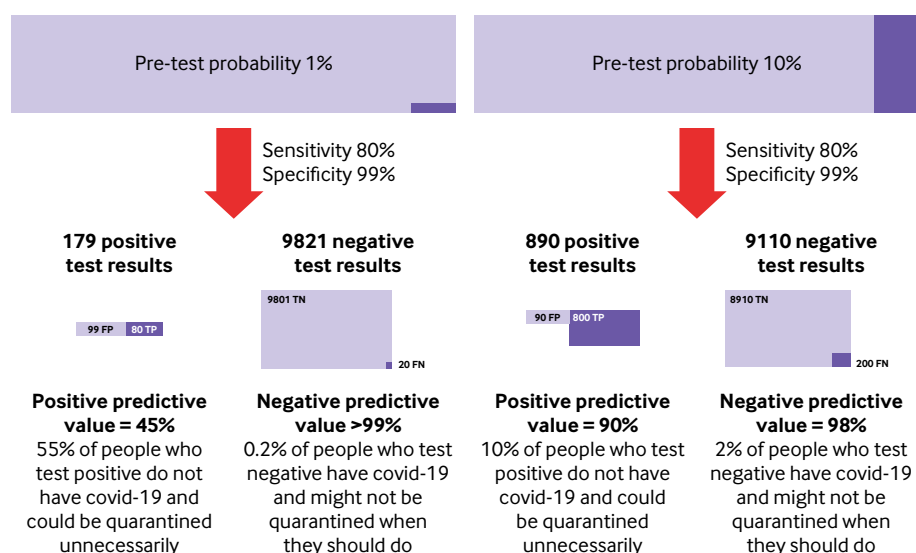 Pre-test probability 1%
Sensitivity 80%
Specificity 99%
179 positive
test results
99 FP
80 TP
Positive predictive
value = 45%
55% of people who
test positive do not
have covid-19 and
could be quarantined
unnecessarily
9821 negative
test results
9801 TN
20 FN
Negative predictive
value >99%
0.2% of people who test
negative have covid-19
and might not be
quarantined when
they should do
Pre-test probability 10%
Sensitivity 80%
Specificity 99%
890 positive
test results
90 FP
800 TP
Positive predictive
value = 90%
10% of people who test
positive do not have
covid-19 and could
be quarantined
unnecessarily
9110 negative
test results
8910 TN
200 FN
Negative predictive
value = 98%
2% of people who test
negative have covid-19
and might not be
quarantined when
they should do